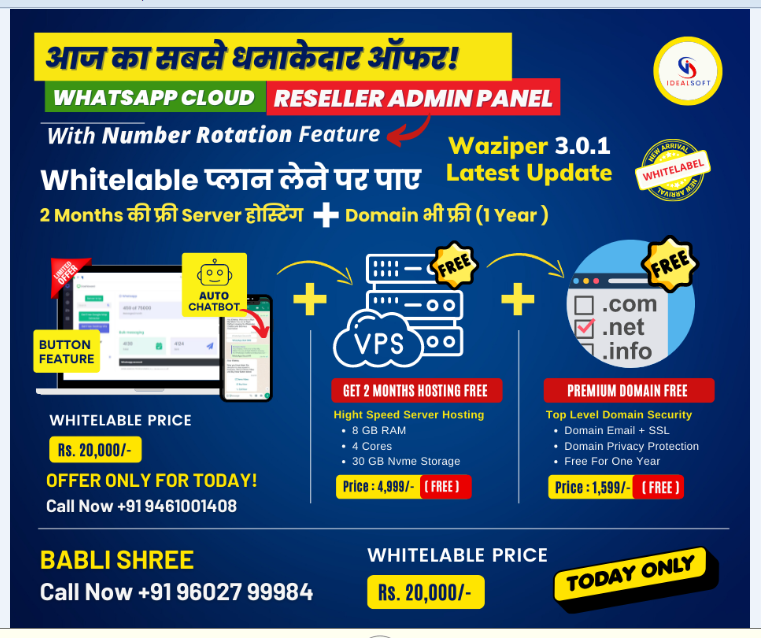 आज का सबसे धमाकेदार ऑफर!
IDEALSOFT
WHATSAPP CLOUD RESELLER ADMIN PANEL
With Number Rotation Feature
Waziper 3.0.1
Latest Update
NEW ARRIVAL
WHITELABEL
NEW ARRIVAL
Whitelable प्लान लेने पर पाए
2 Months की फ्री Server होस्टिंग + Domain भी फ्री (1 Year )
LIMITED OFFER
AUTO
CHATBOT
BUTTON
FEATURE
+
FREE
VPS
+
FREE
.com
.net
.info
WHITELABLE PRICE
Rs. 20,000/-
OFFER ONLY FOR TODAY!
Call Now +91 9461001408
GET 2 MONTHS HOSTING FREE
Hight Speed Server Hosting
• 8 GB RAM
• 4 Cores
• 30 GB Nvme Storage
Price : 4,999/- ( FREE )
PREMIUM DOMAIN FREE
Top Level Domain Security
• Domain Email + SSL
• Domain Privacy Protection
• Free For One Year
Price : 1,599/- ( FREE )
BABLI SHREE
Call Now +91 96027 99984
WHITELABLE PRICE
Rs. 20,000/-
TODAY ONLY